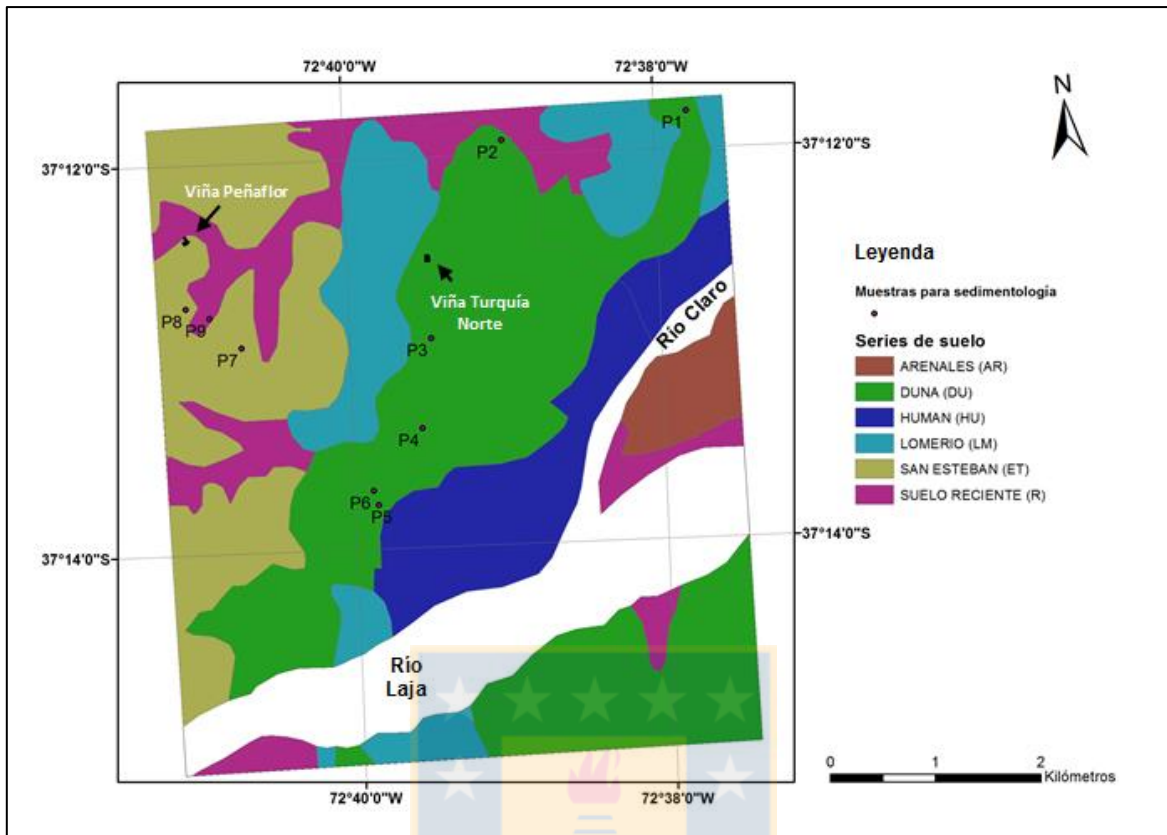 72°40'0"W
72°38'0"W
N
P1
P2
37°12'0"S
37°12'0"S
Viña Peñaflor
Viña Turquía
Norte
Río Claro
P8
P9
P7
P3
P4
P6
P5
37°14'0"S
37°14'0"S
Río
Laja
72°40'0"W
72°38'0"W
Leyenda
Muestras para sedimentología
Series de suelo
ARENALES (AR)
DUNA (DU)
HUMAN (HU)
LOMERIO (LM)
SAN ESTEBAN (ET)
SUELO RECIENTE (R)
0 1 2
Kilómetros